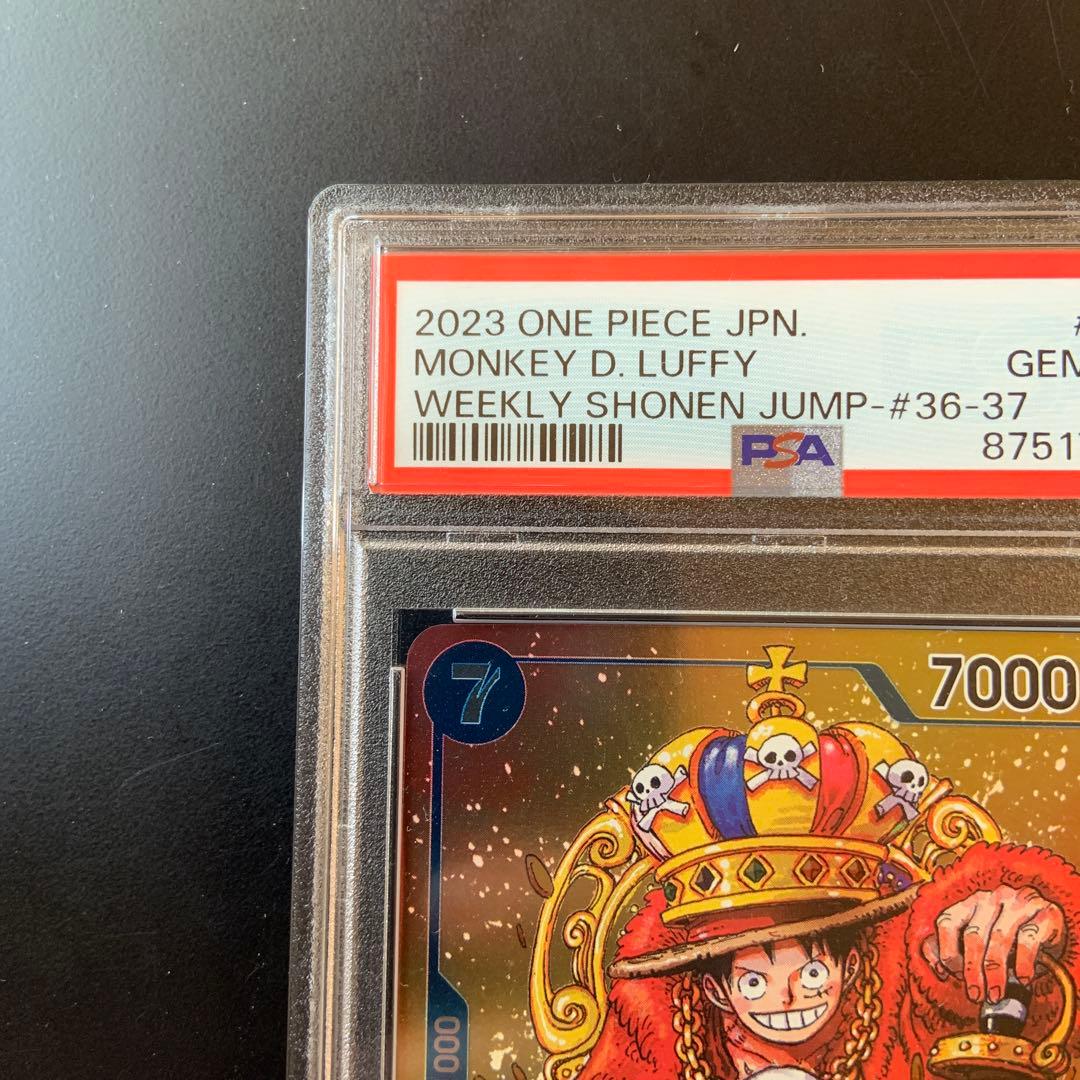 2023 ONE PIECE JPN. #
MONKEY D. LUFFY GEM
WEEKLY SHONEN JUMP-#36-37
PSA 8751
7 7000
000